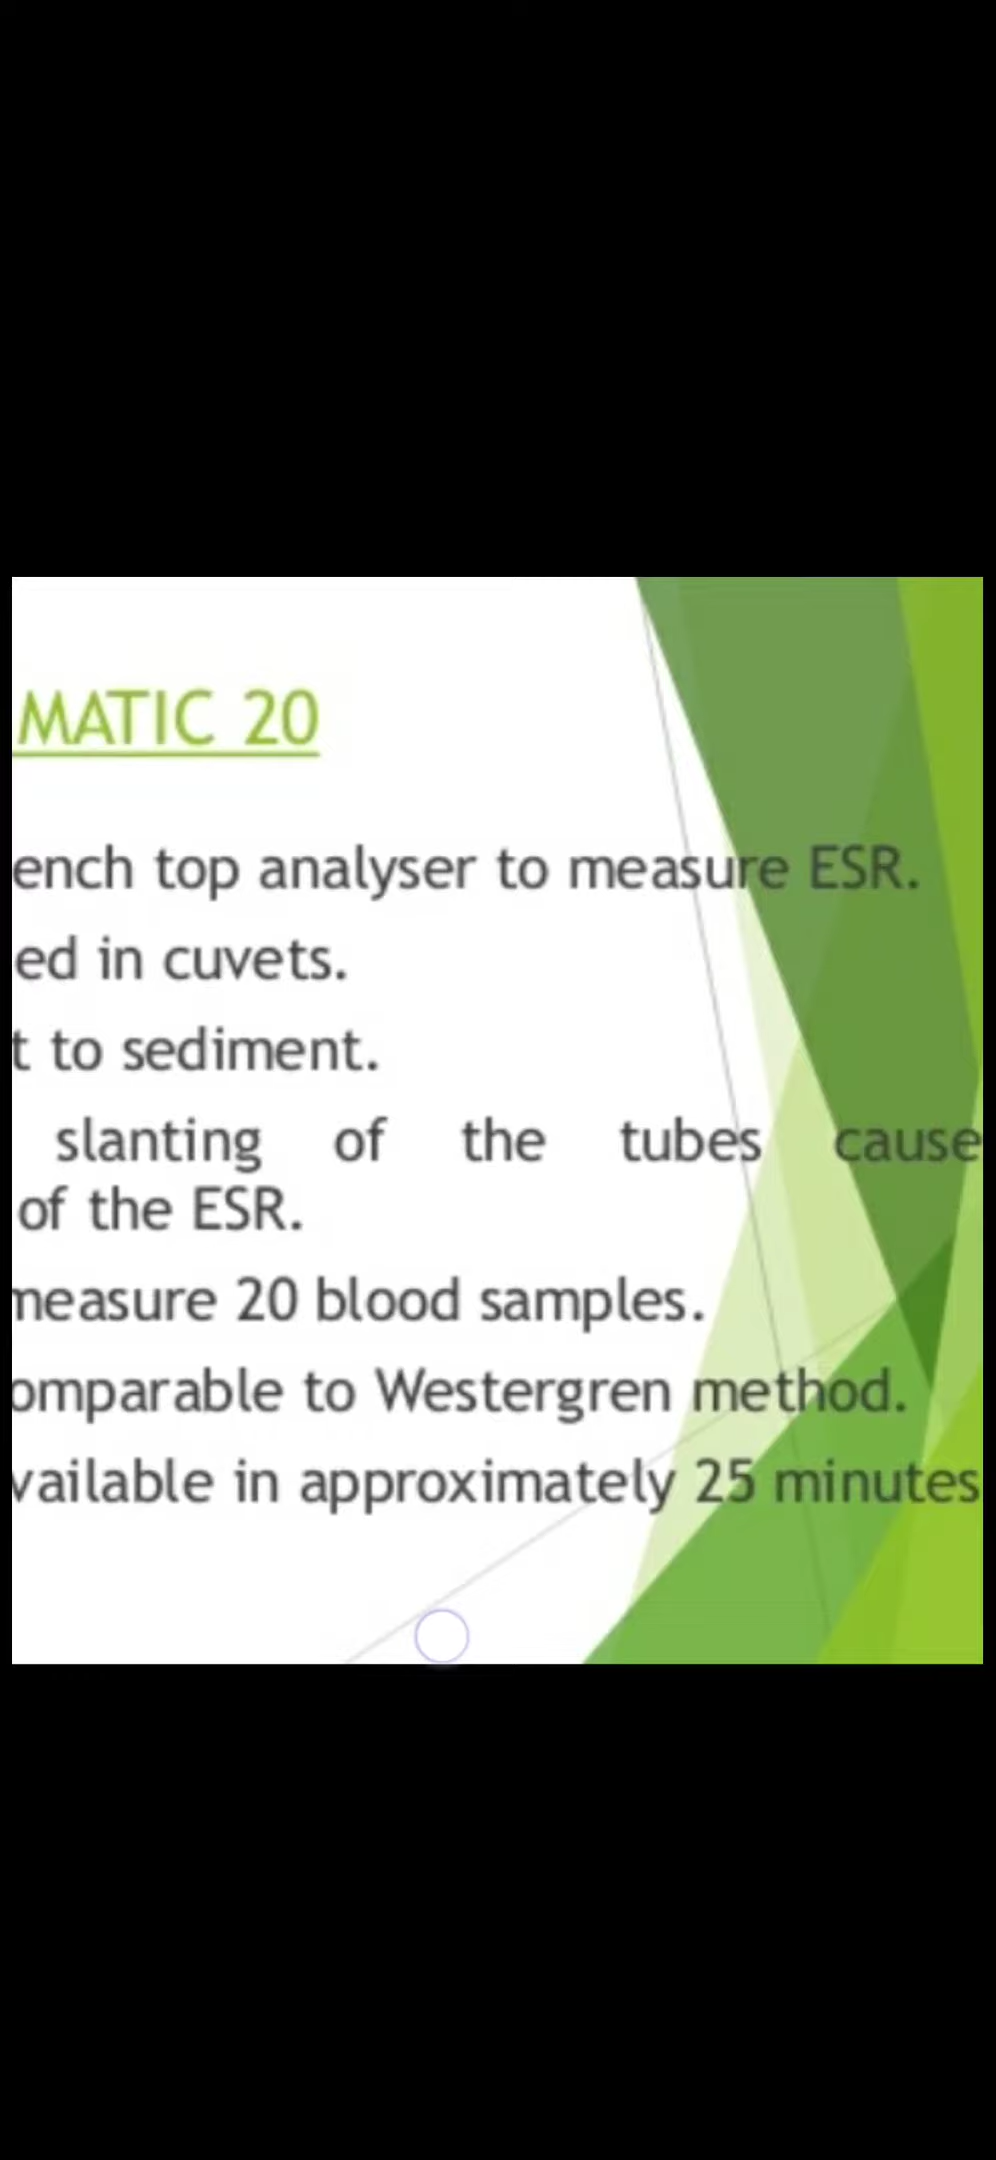 MATIC 20
ench top analyser to measure ESR.
ed in cuvets.
t to sediment.
slanting of the tubes cause
of the ESR.
measure 20 blood samples.
omparable to Westergren method.
vailable in approximately 25 minutes